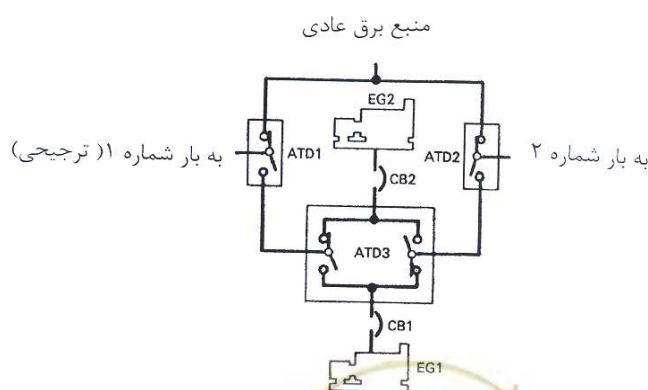 منبع برق عادی
EG2
به بار شماره ۱( ترجیحی)
ATD1
ATD2
به بار شماره ۲
CB2
ATD3
CB1
EG1